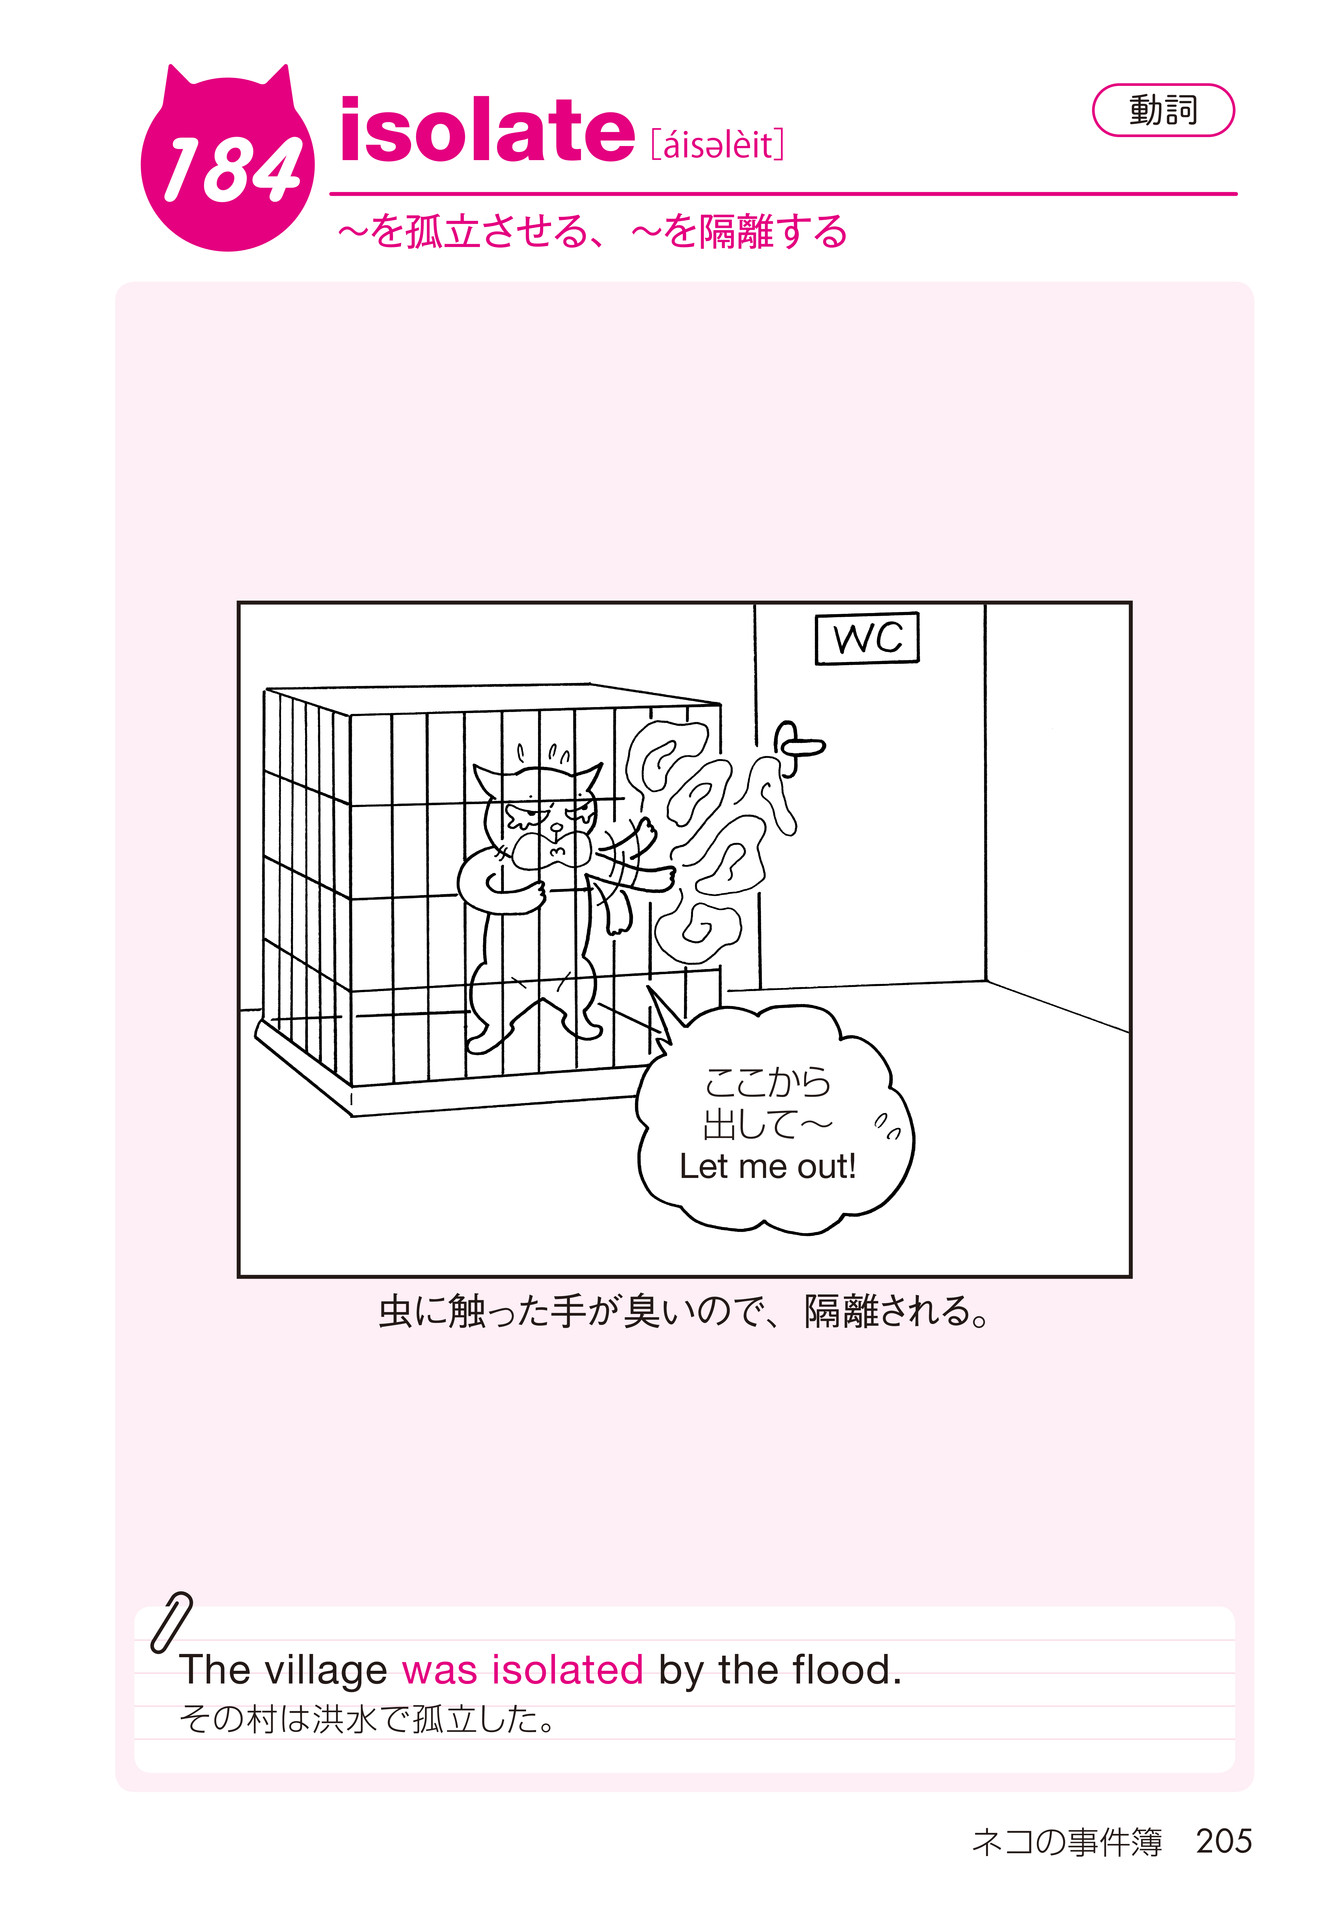 184
isolate [áisəlèit]
動詞
～を孤立させる、～を隔離する
WC
ここから
出して～
Let me out!
虫に触った手が臭いので、隔離される。
The village was isolated by the flood.
その村は洪水で孤立した。
ネコの事件簿 205